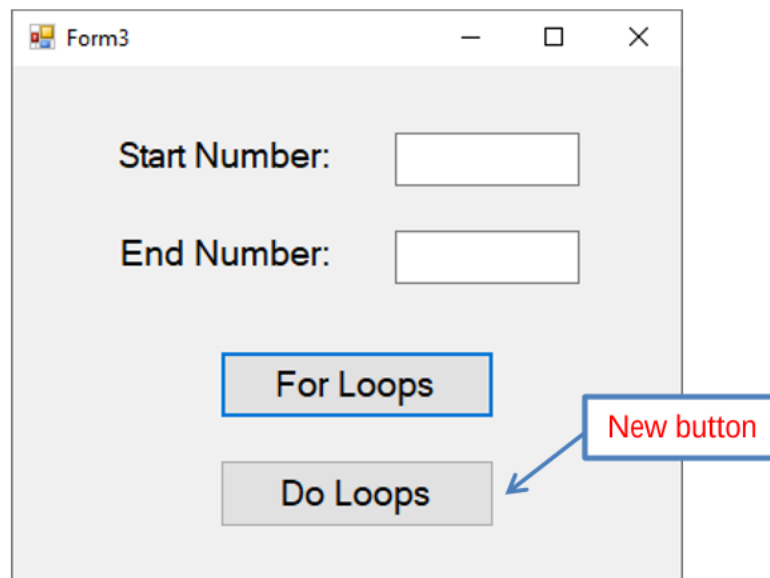 Form3
Start Number:
End Number:
For Loops
New button
Do Loops